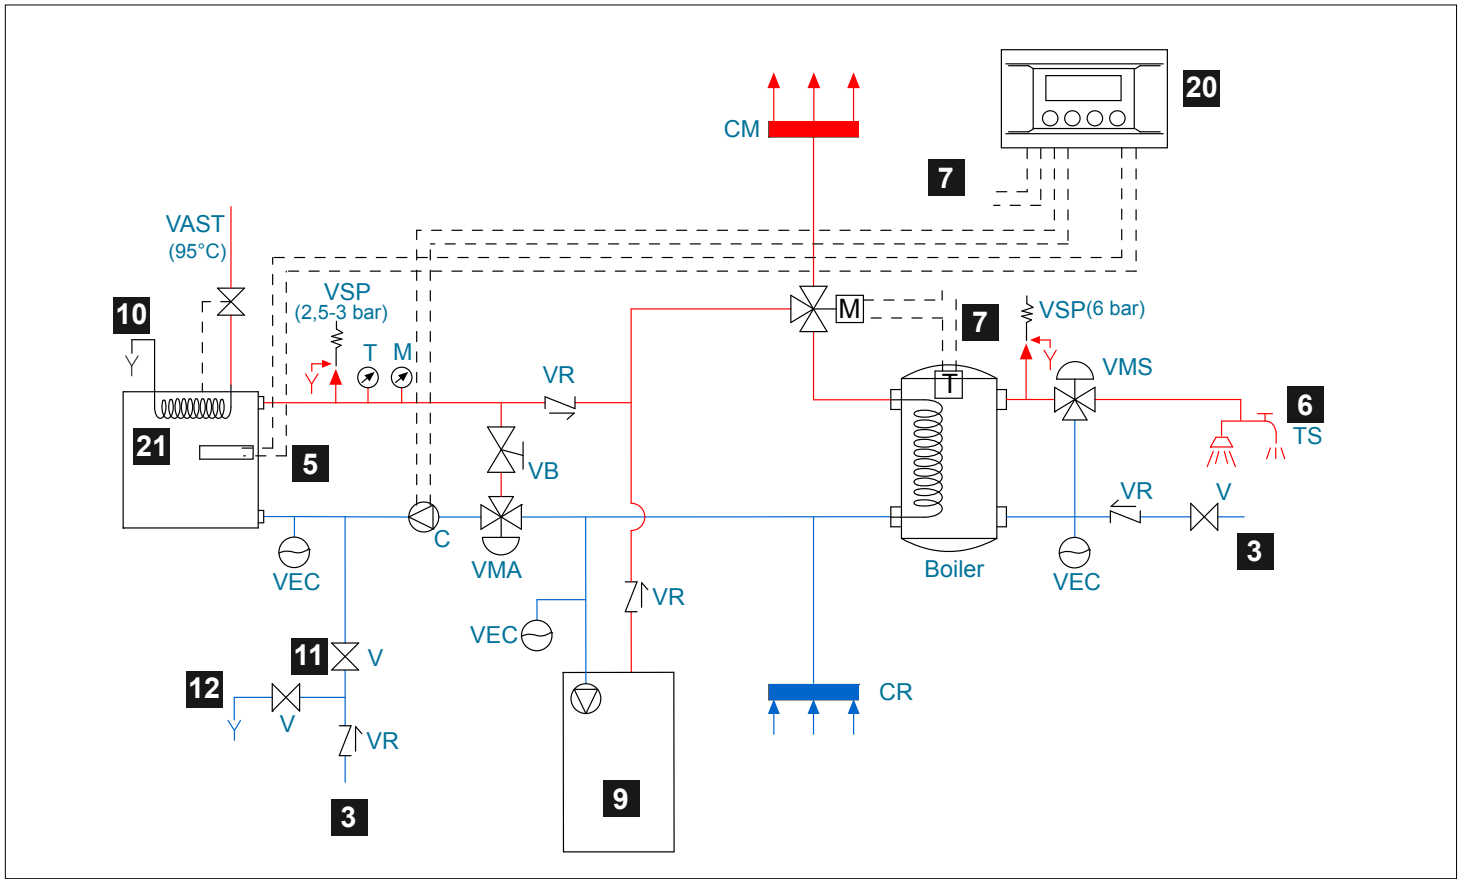 20
CM
7
VAST
(95°C)
VSP
(2,5-3 bar)
10
M
7
VSP(6 bar)
T
M
VR
VMS
T
6
TS
21
5
VB
VR
V
C
3
VEC
VMA
Boiler
VEC
VR
VEC
11
V
12
V
CR
VR
9
3